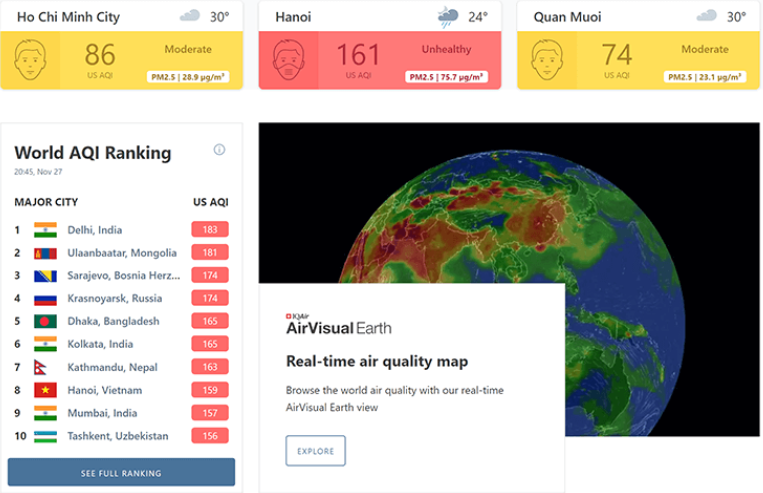 Ho Chi Minh City 30°
86 Moderate
US AQI PM2.5 | 28.9 µg/m³
Hanoi 24°
161 Unhealthy
US AQI PM2.5 | 75.7 µg/m³
Quan Muoi 30°
74 Moderate
US AQI PM2.5 | 23.1 µg/m³
World AQI Ranking
20:45, Nov 27
MAJOR CITY US AQI
1 Delhi, India 183
2 Ulaanbaatar, Mongolia 181
3 Sarajevo, Bosnia Herz... 174
4 Krasnoyarsk, Russia 174
5 Dhaka, Bangladesh 165
6 Kolkata, India 165
7 Kathmandu, Nepal 163
8 Hanoi, Vietnam 159
9 Mumbai, India 157
10 Tashkent, Uzbekistan 156
SEE FULL RANKING
IQAir
AirVisual Earth
Real-time air quality map
Browse the world air quality with our real-time
AirVisual Earth view
EXPLORE